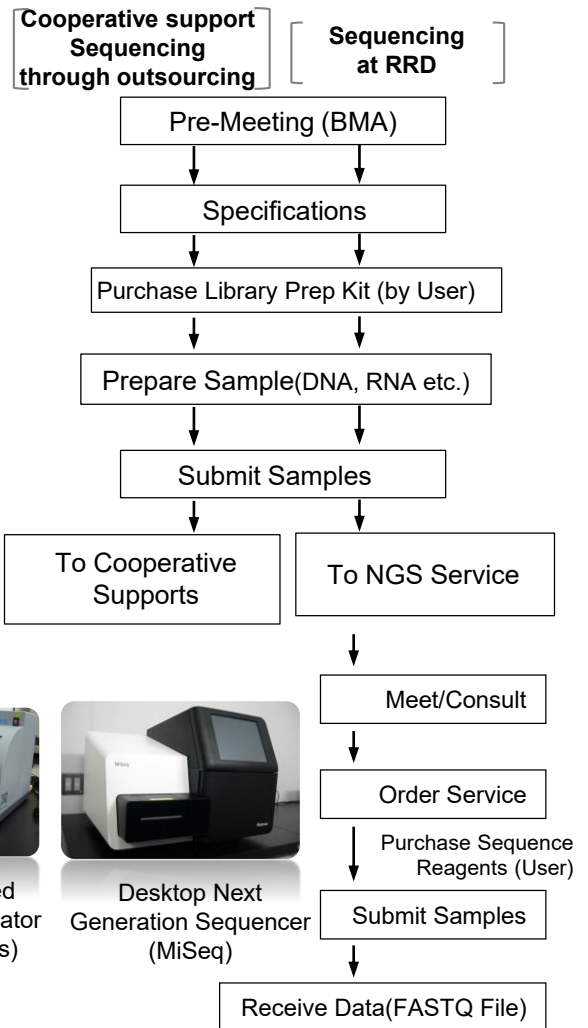 Cooperative support
Sequencing
through outsourcing
Sequencing
at RRD
Pre-Meeting (BMA)
Specifications
Purchase Library Prep Kit (by User)
Prepare Sample(DNA, RNA etc.)
Submit Samples
To Cooperative
Supports
To NGS Service
Meet/Consult
Order Service
Purchase Sequence
Reagents (User)
Submit Samples
Receive Data(FASTQ File)
MiSeq
Desktop Next
Generation Sequencer
(MiSeq)